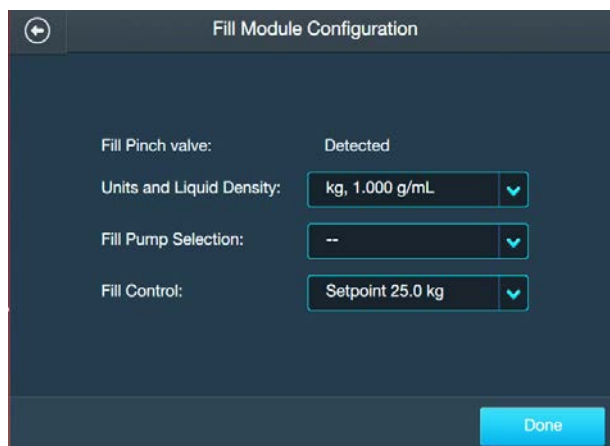 Fill Module Configuration
Fill Pinch valve: Detected
Units and Liquid Density: kg, 1.000 g/mL
Fill Pump Selection: --
Fill Control: Setpoint 25.0 kg
Done